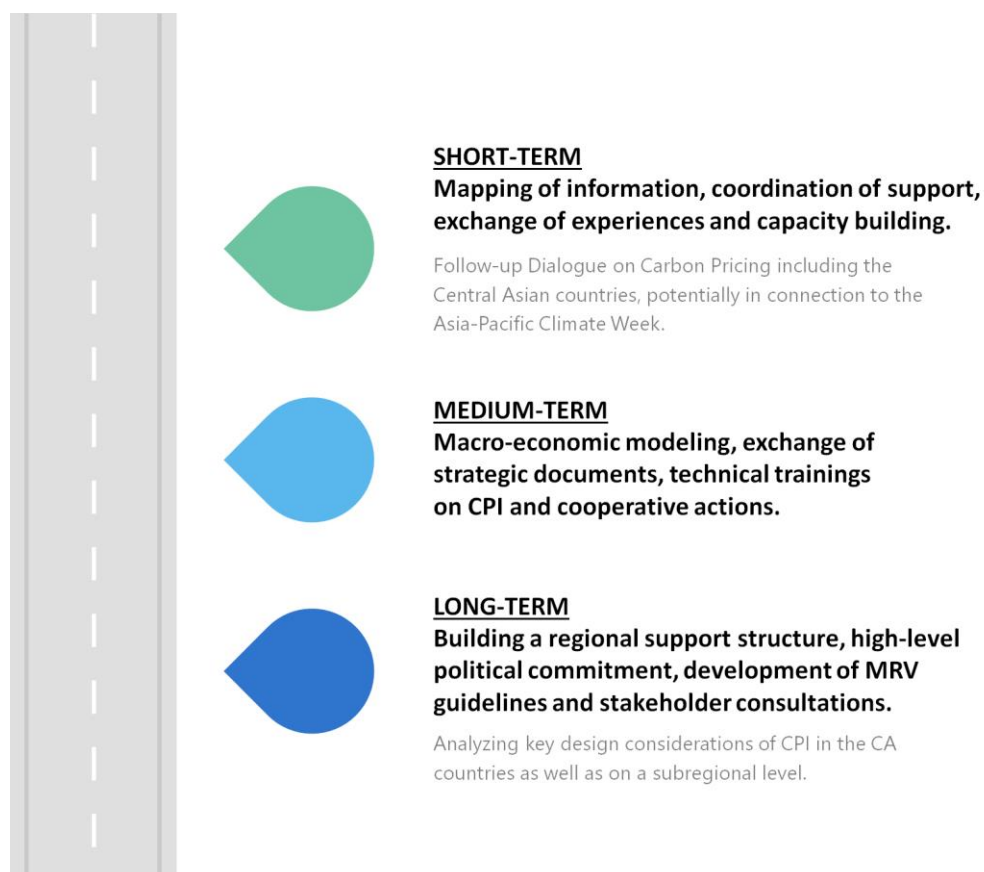 SHORT-TERM
Mapping of information, coordination of support,
exchange of experiences and capacity building.
Follow-up Dialogue on Carbon Pricing including the
Central Asian countries, potentially in connection to the
Asia-Pacific Climate Week.
MEDIUM-TERM
Macro-economic modeling, exchange of
strategic documents, technical trainings
on CPI and cooperative actions.
LONG-TERM
Building a regional support structure, high-level
political commitment, development of MRV
guidelines and stakeholder consultations.
Analyzing key design considerations of CPI in the CA
countries as well as on a subregional level.